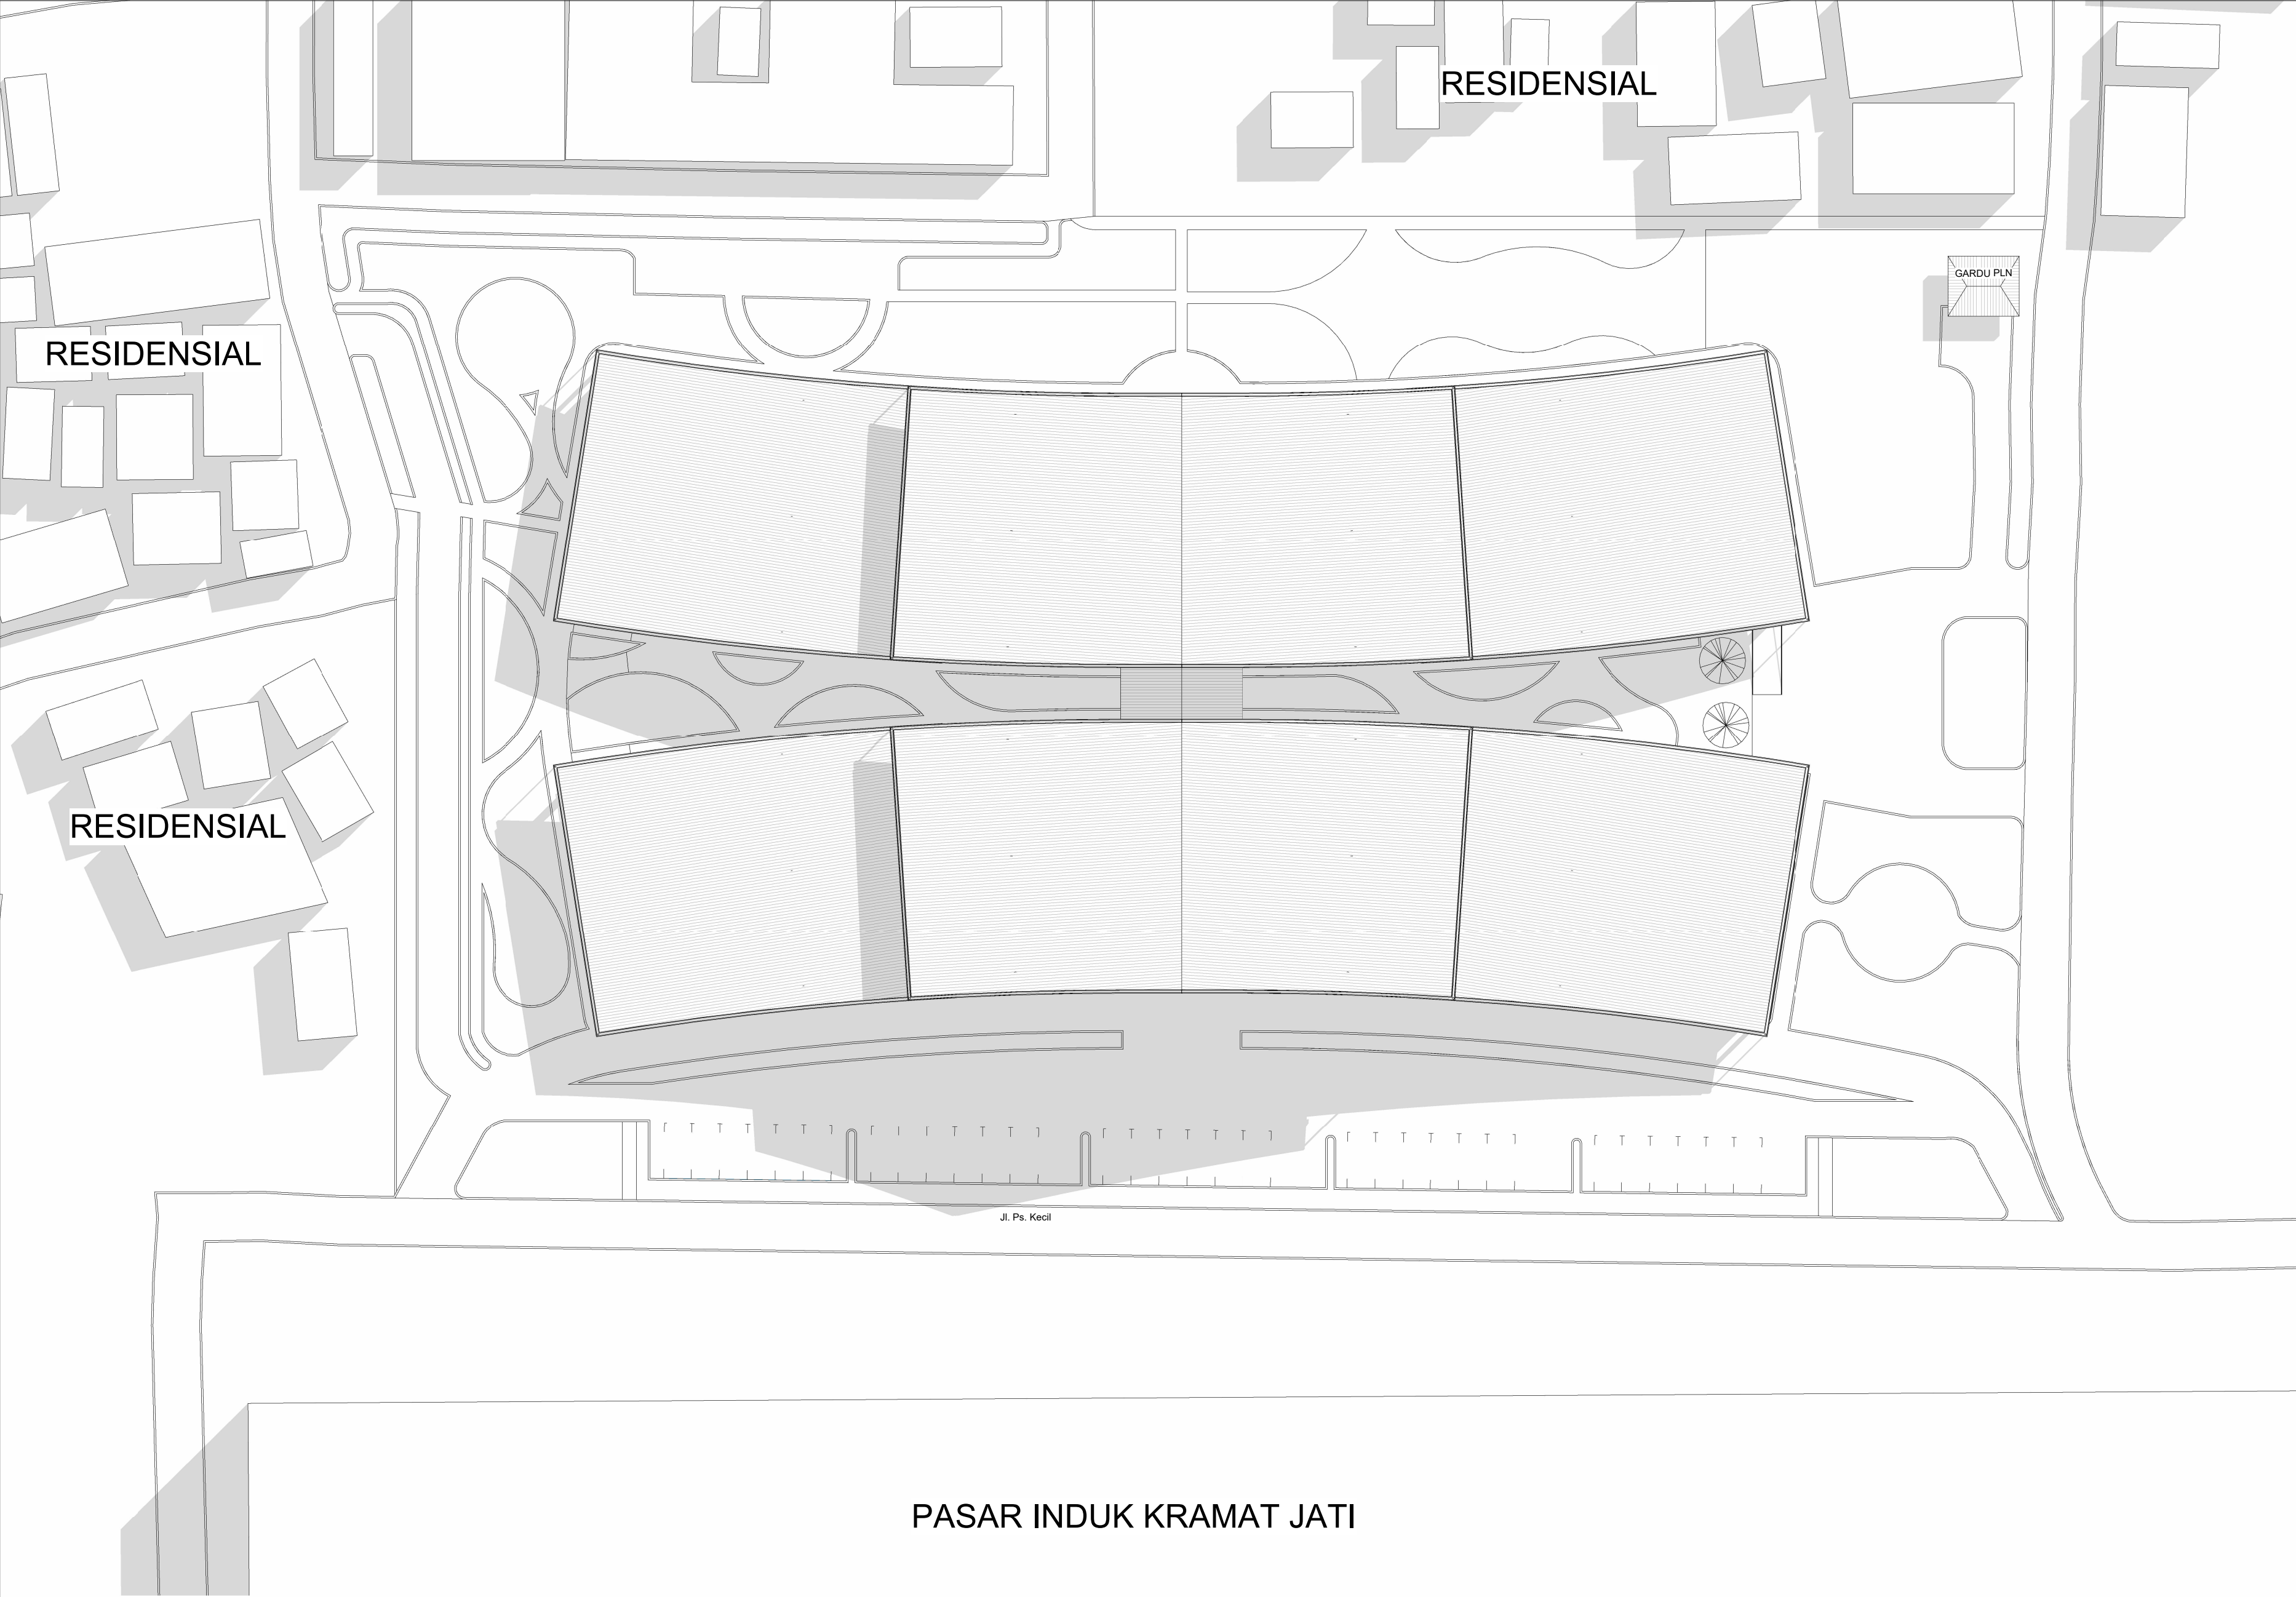 RESIDENSIAL
GARDU PLN
RESIDENSIAL
RESIDENSIAL
Jl. Ps. Kecil
PASAR INDUK KRAMAT JATI